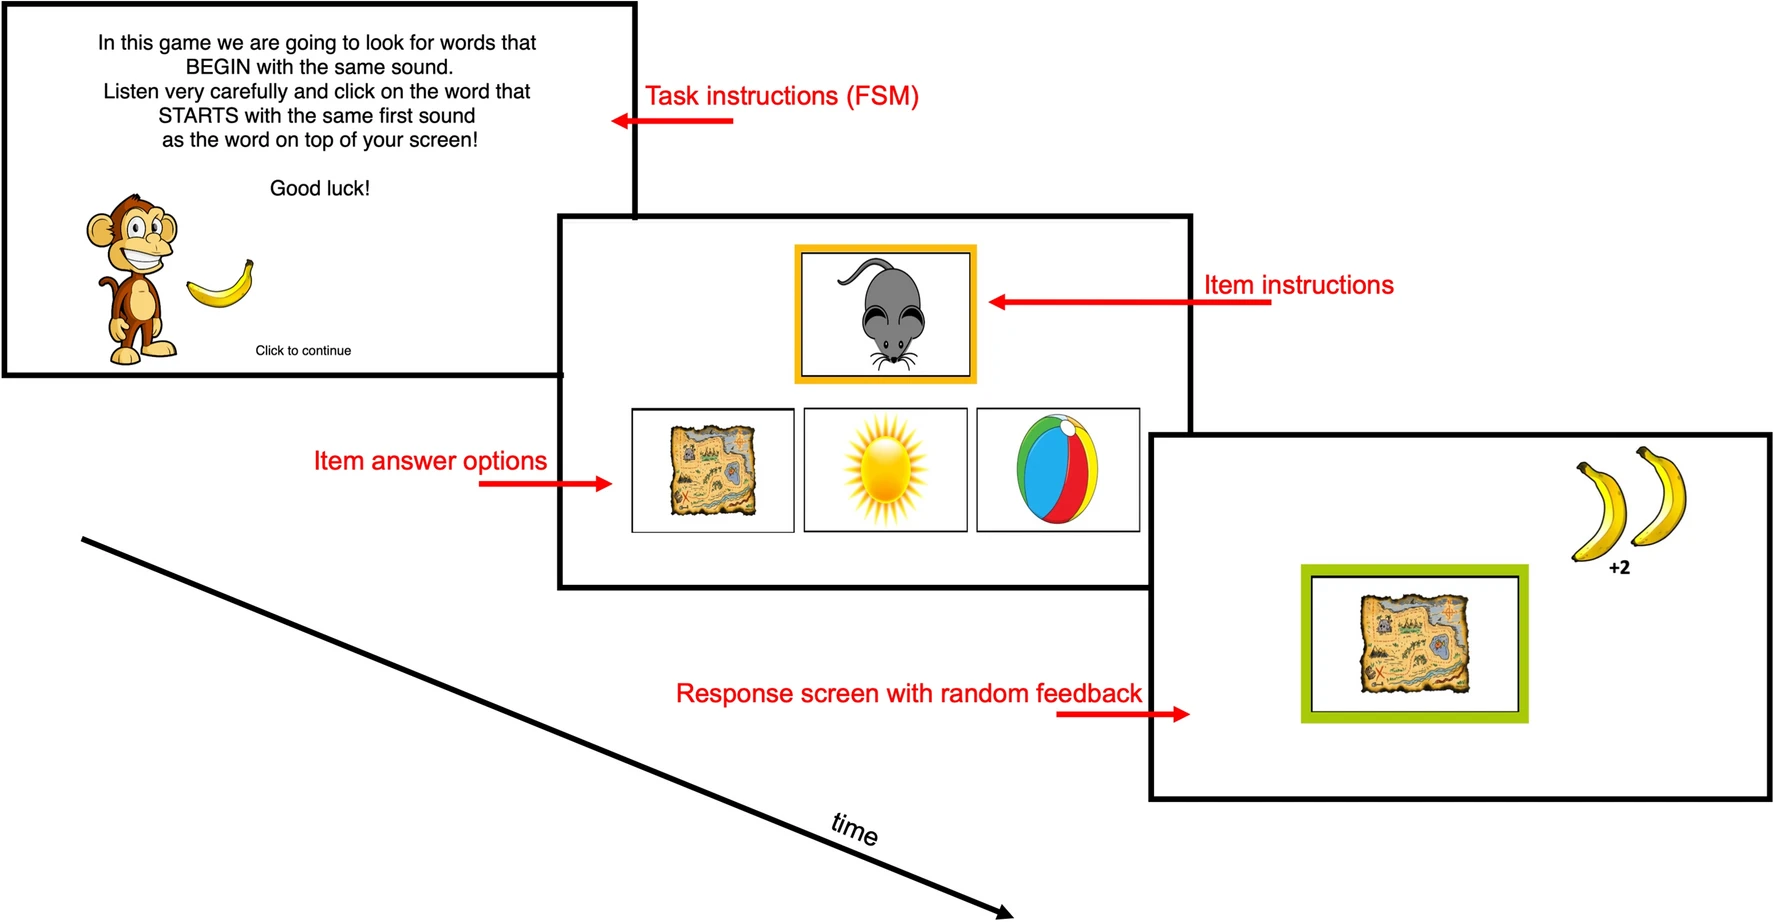 In this game we are going to look for words that
BEGIN with the same sound.
Listen very carefully and click on the word that
STARTS with the same first sound
as the word on top of your screen!
Good luck!
Click to continue
Task instructions (FSM)
Item instructions
Item answer options
+2
Response screen with random feedback
time